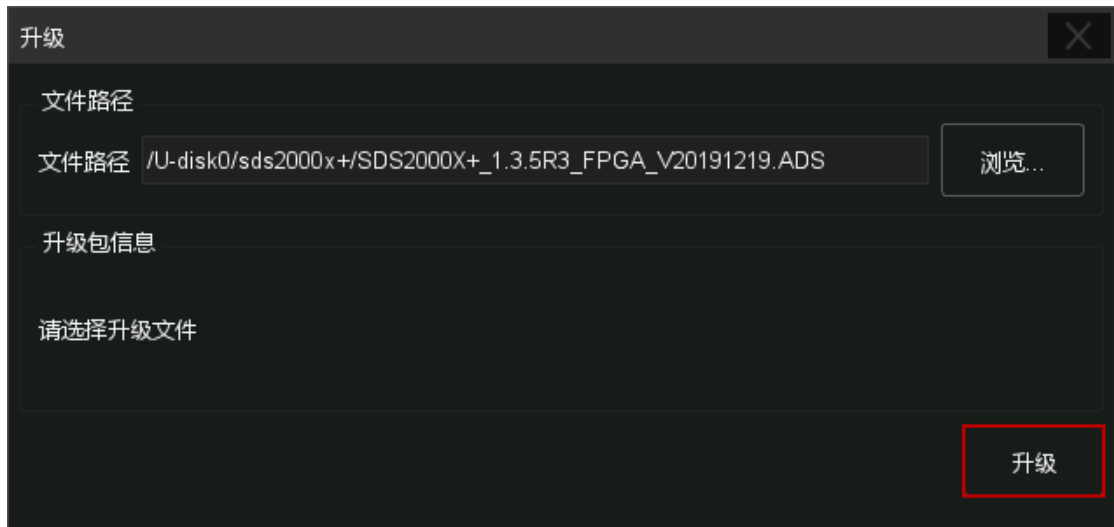 升级
文件路径
文件路径 /U-disk0/sds2000x+/SDS2000X+_1.3.5R3_FPGA_V20191219.ADS 浏览...
升级包信息
请选择升级文件
升级